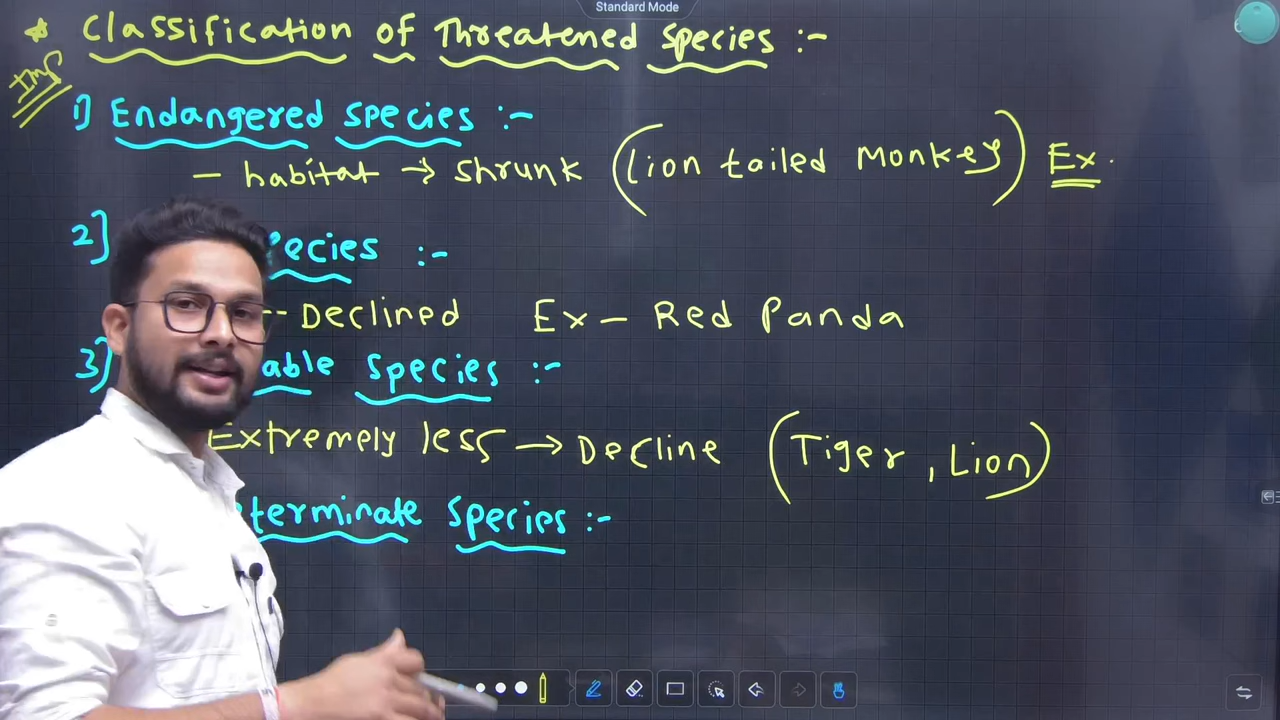 Standard Mode
* Classification of Threatened Species :-
Imp
1) Endangered Species :-
- habitat → Shrunk (lion tailed Monkey) Ex.
2] ecies :-
-- Declined Ex - Red Panda
3) able Species :-
Extremely less → Decline (Tiger, Lion)
terminate Species :-